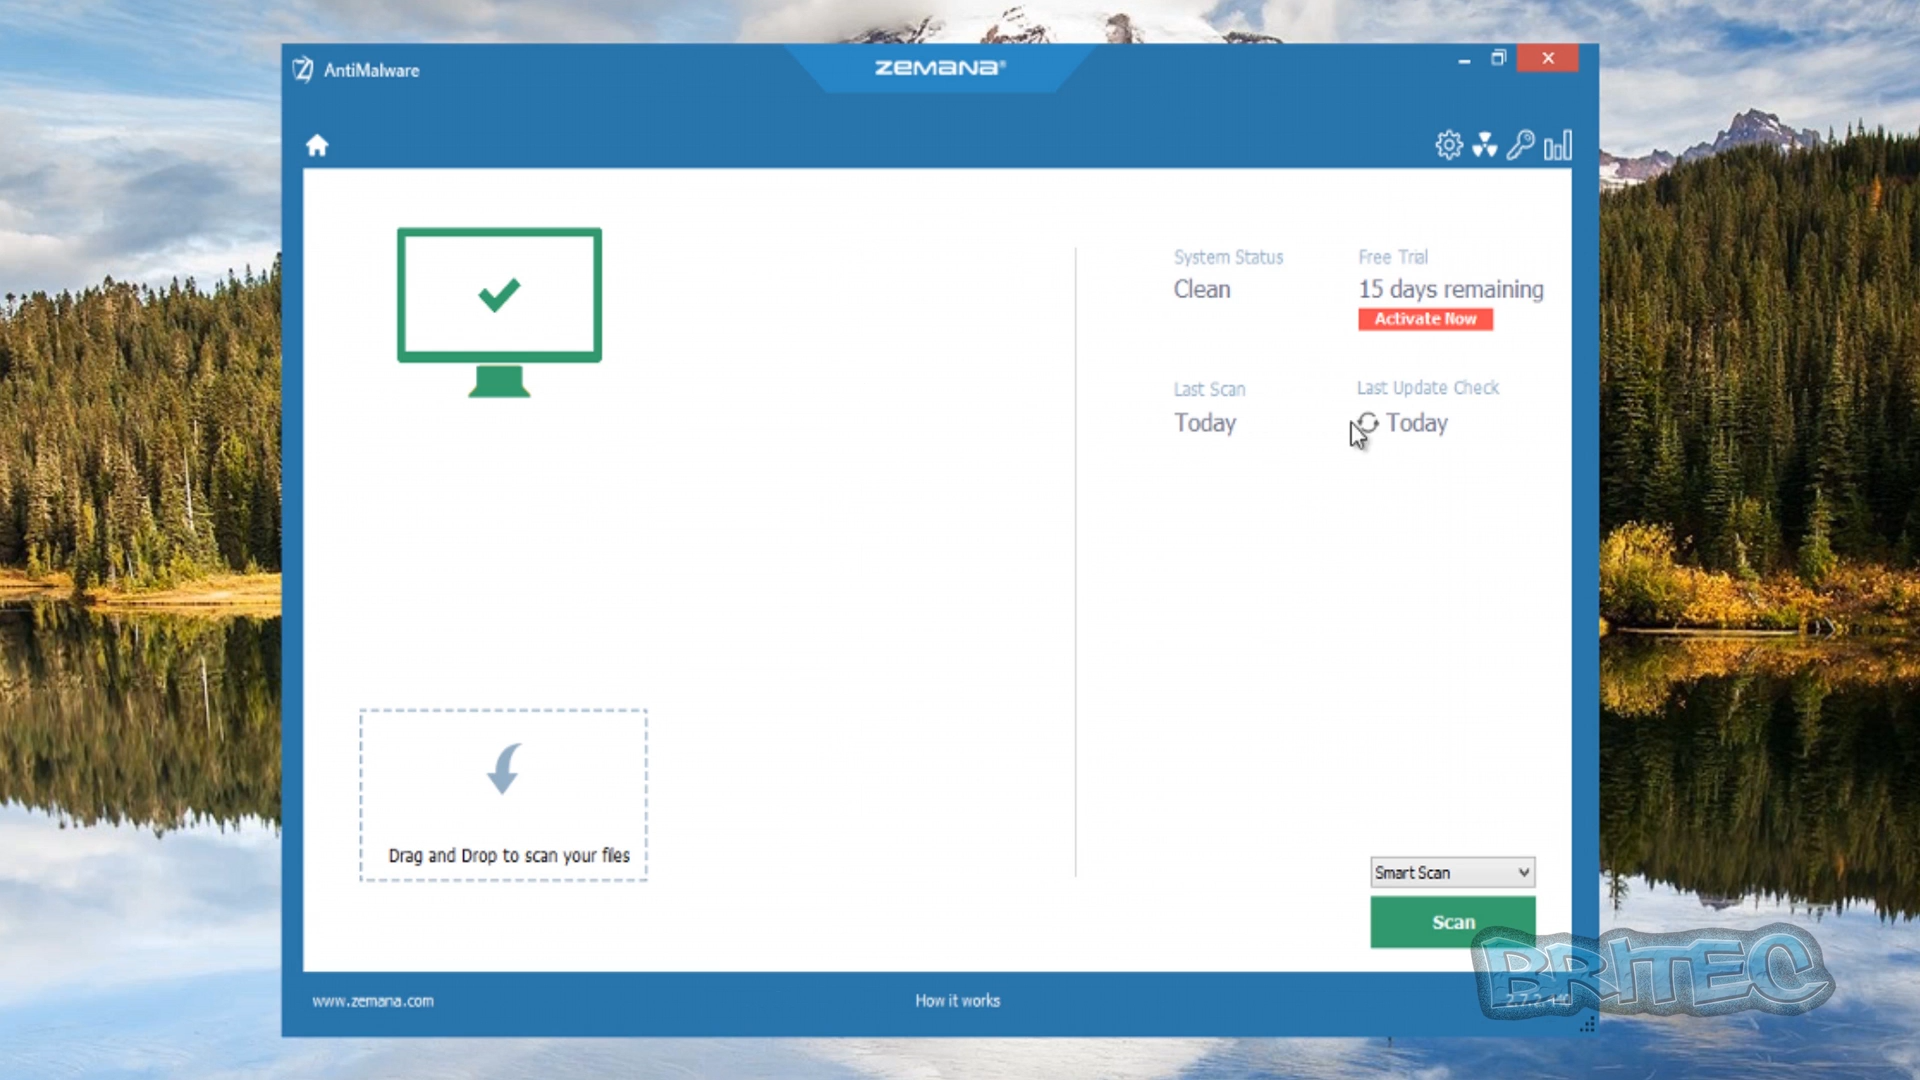 AntiMalware
ZEMANA®
System Status
Free Trial
Clean
15 days remaining
Activate Now
Last Scan
Last Update Check
Today
Today
Drag and Drop to scan your files
Smart Scan
Scan
BRITEC
www.zemana.com
How it works